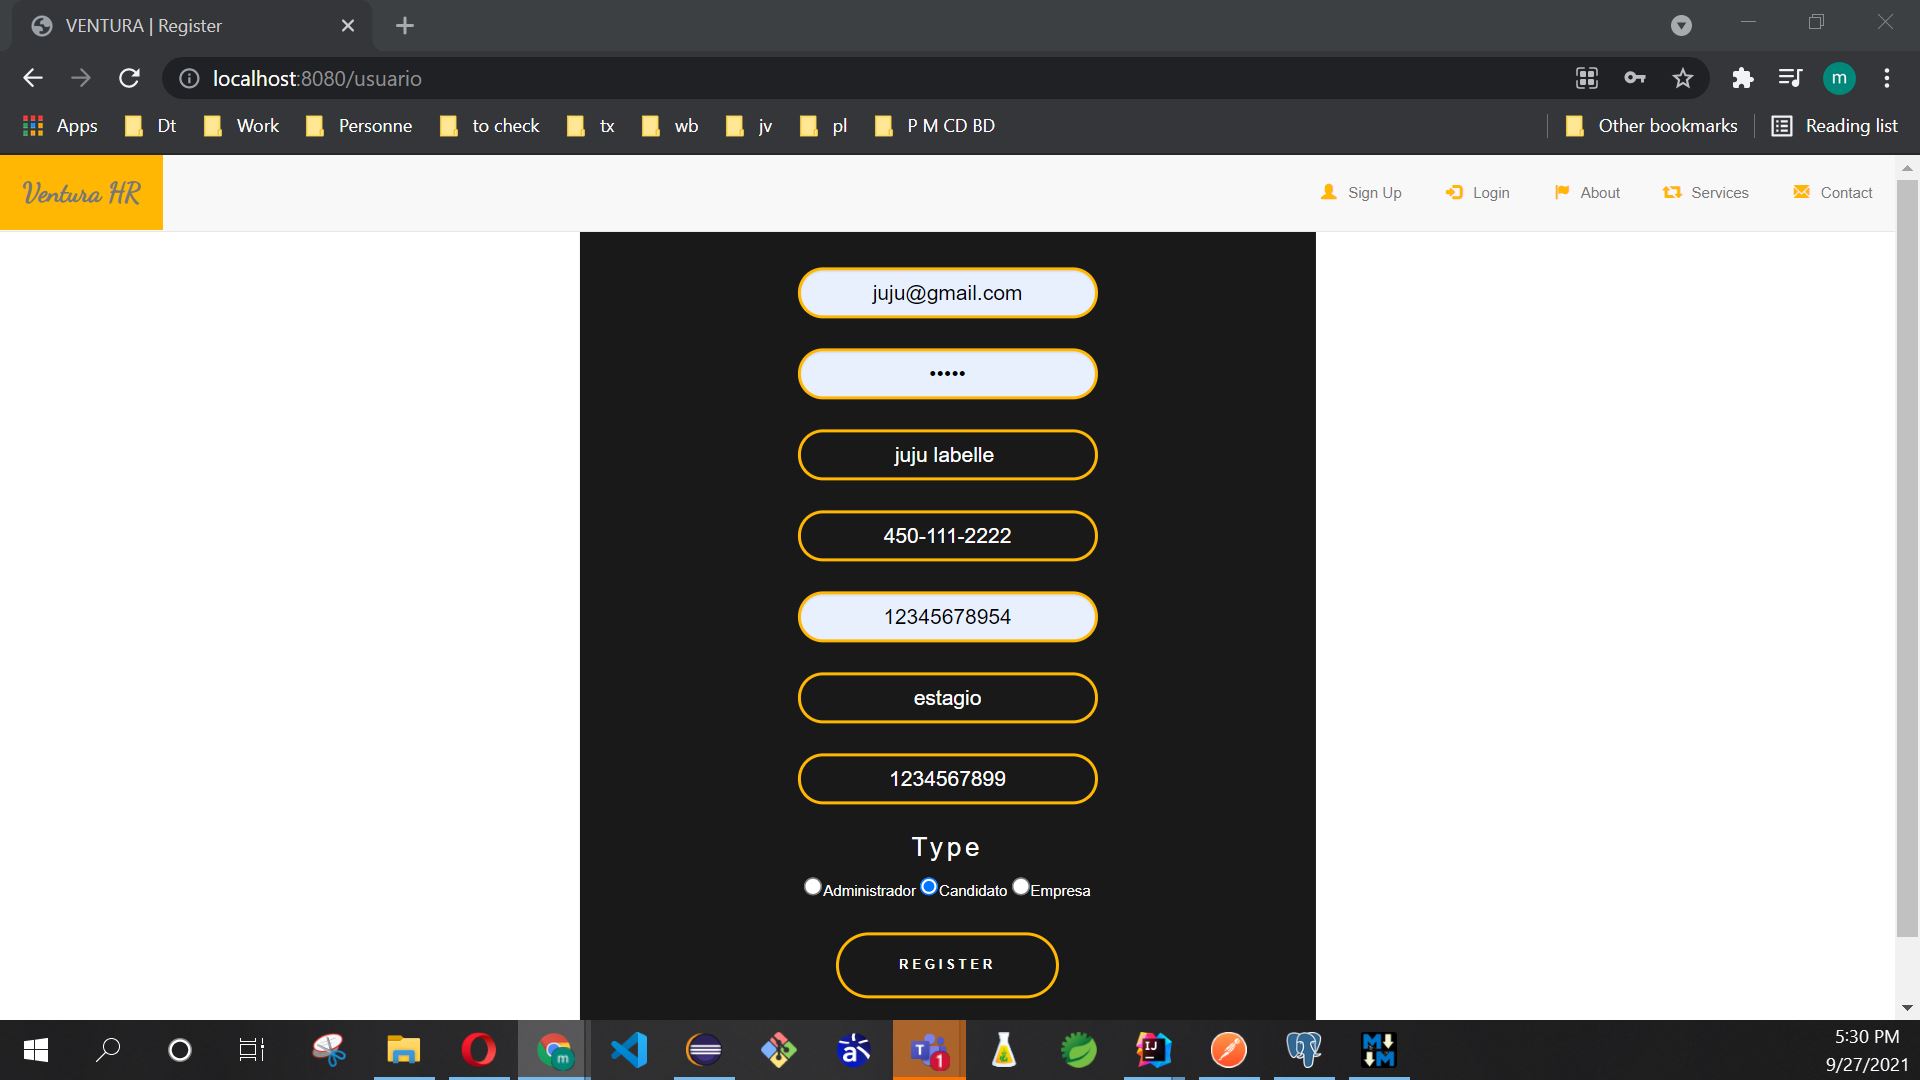 VENTURA | Register
localhost:8080/usuario
m
Apps Dt Work Personne to check tx wb jv pl P M CD BD Other bookmarks Reading list
Ventura HR Sign Up Login About Services Contact
juju@gmail.com
•••••
juju labelle
450-111-2222
12345678954
estagio
1234567899
Type
Administrador Candidato Empresa
REGISTER
5:30 PM
9/27/2021